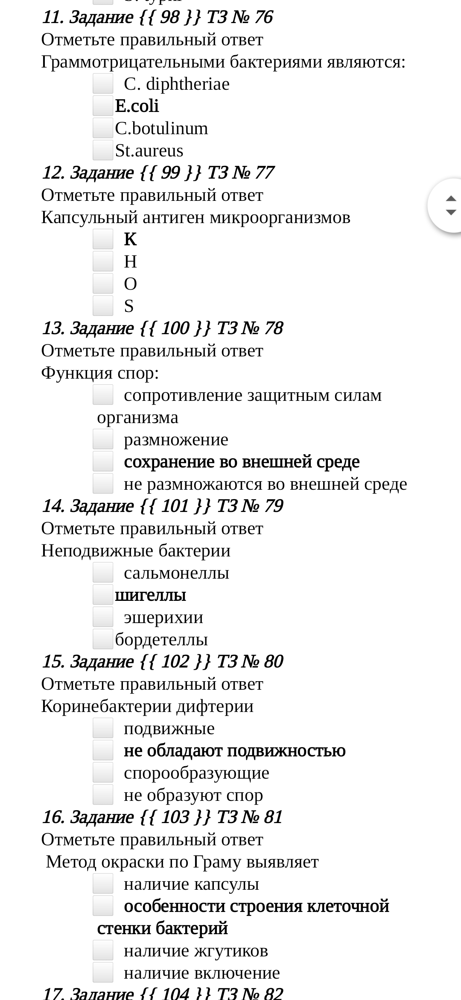 S. typhi
11. Задание {{ 98 }} ТЗ № 76
Отметьте правильный ответ
Граммотрицательными бактериями являются:
C. diphtheriae
E.coli
C.botulinum
St.aureus
12. Задание {{ 99 }} ТЗ № 77
Отметьте правильный ответ
Капсульный антиген микроорганизмов
К
Н
О
S
13. Задание {{ 100 }} ТЗ № 78
Отметьте правильный ответ
Функция спор:
сопротивление защитным силам
организма
размножение
сохранение во внешней среде
не размножаются во внешней среде
14. Задание {{ 101 }} ТЗ № 79
Отметьте правильный ответ
Неподвижные бактерии
сальмонеллы
шигеллы
эшерихии
бордетеллы
15. Задание {{ 102 }} ТЗ № 80
Отметьте правильный ответ
Коринебактерии дифтерии
подвижные
не обладают подвижностью
спорообразующие
не образуют спор
16. Задание {{ 103 }} ТЗ № 81
Отметьте правильный ответ
Метод окраски по Граму выявляет
наличие капсулы
особенности строения клеточной
стенки бактерий
наличие жгутиков
наличие включение
17. Задание {{ 104 }} ТЗ № 82